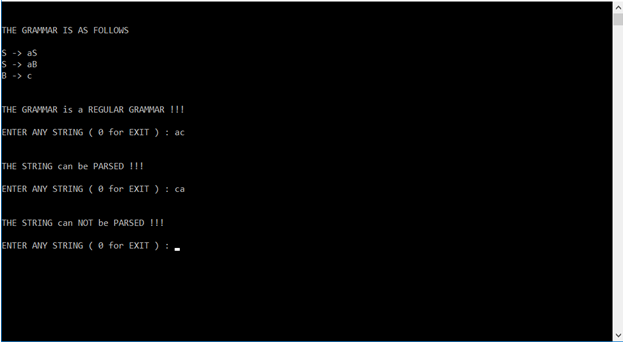 THE GRAMMAR IS AS FOLLOWS
S -> aS
S -> aB
B -> c
THE GRAMMAR is a REGULAR GRAMMAR !!!
ENTER ANY STRING ( 0 for EXIT ) : ac
THE STRING can be PARSED !!!
ENTER ANY STRING ( 0 for EXIT ) : ca
THE STRING can NOT be PARSED !!!
ENTER ANY STRING ( 0 for EXIT ) :